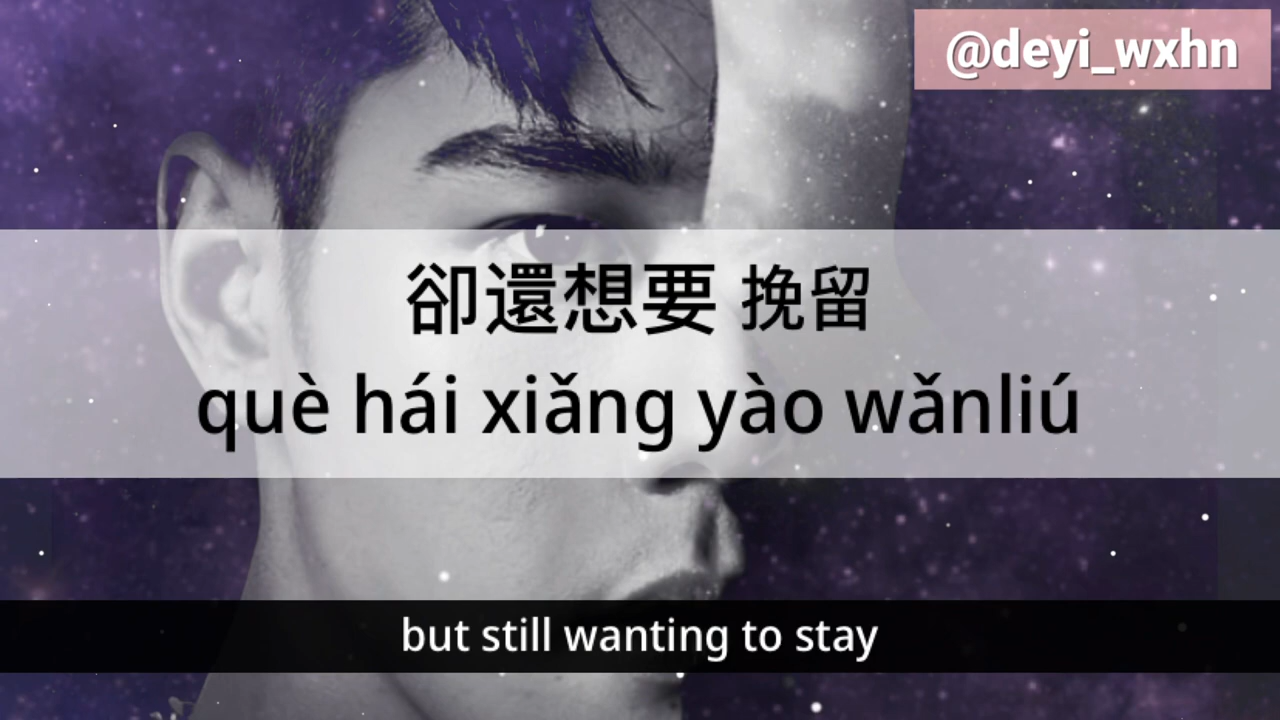 @deyi_wxhn
卻還想要 挽留
què hái xiǎng yào wǎnliú
but still wanting to stay